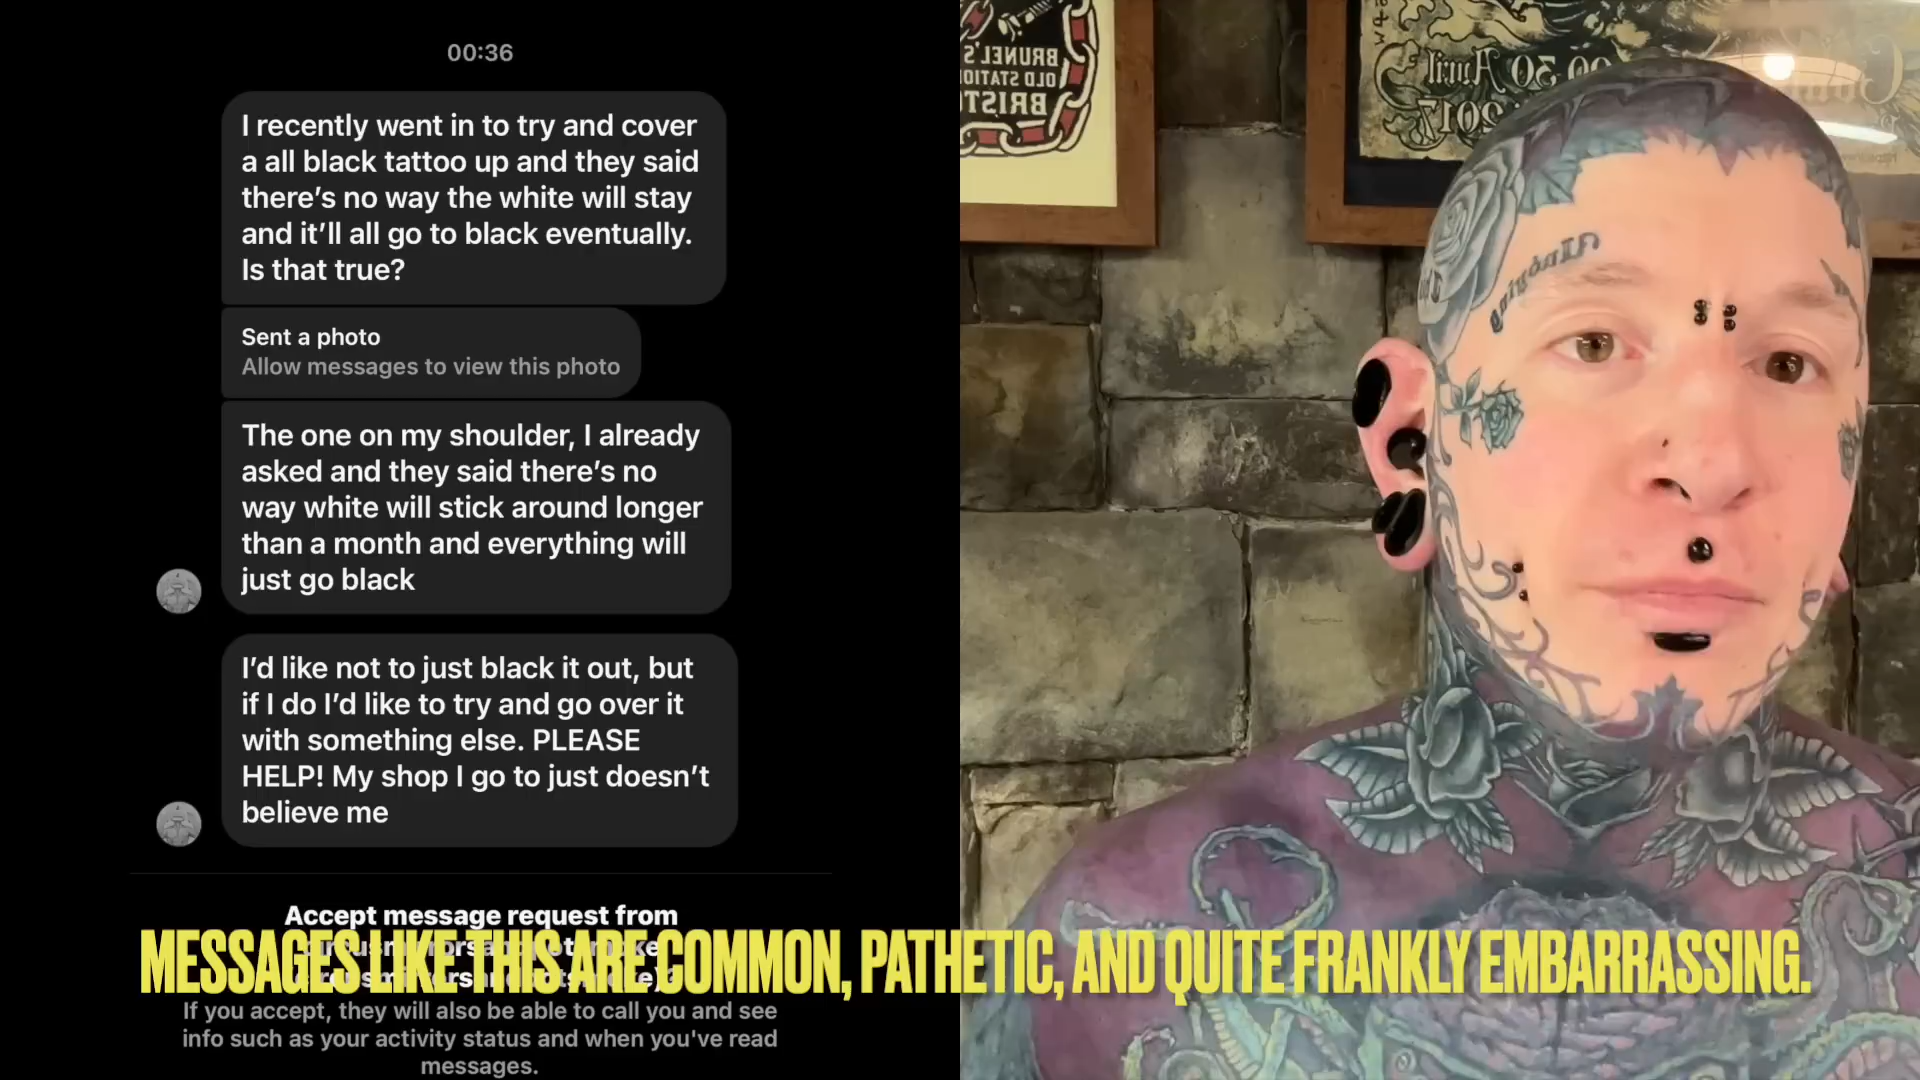 00:36
I recently went in to try and cover
a all black tattoo up and they said
there’s no way the white will stay
and it’ll all go to black eventually.
Is that true?
Sent a photo
Allow messages to view this photo
The one on my shoulder, I already
asked and they said there’s no
way white will stick around longer
than a month and everything will
just go black
I’d like not to just black it out, but
if I do I’d like to try and go over it
with something else. PLEASE
HELP! My shop I go to just doesn’t
believe me
Accept message request from
MESSAGES LIKE THIS ARE COMMON, PATHETIC, AND QUITE FRANKLY EMBARRASSING.
If you accept, they will also be able to call you and see
info such as your activity status and when you've read
messages.
BRUNEL'S
OLD STATION
BRIST
30 April
2017